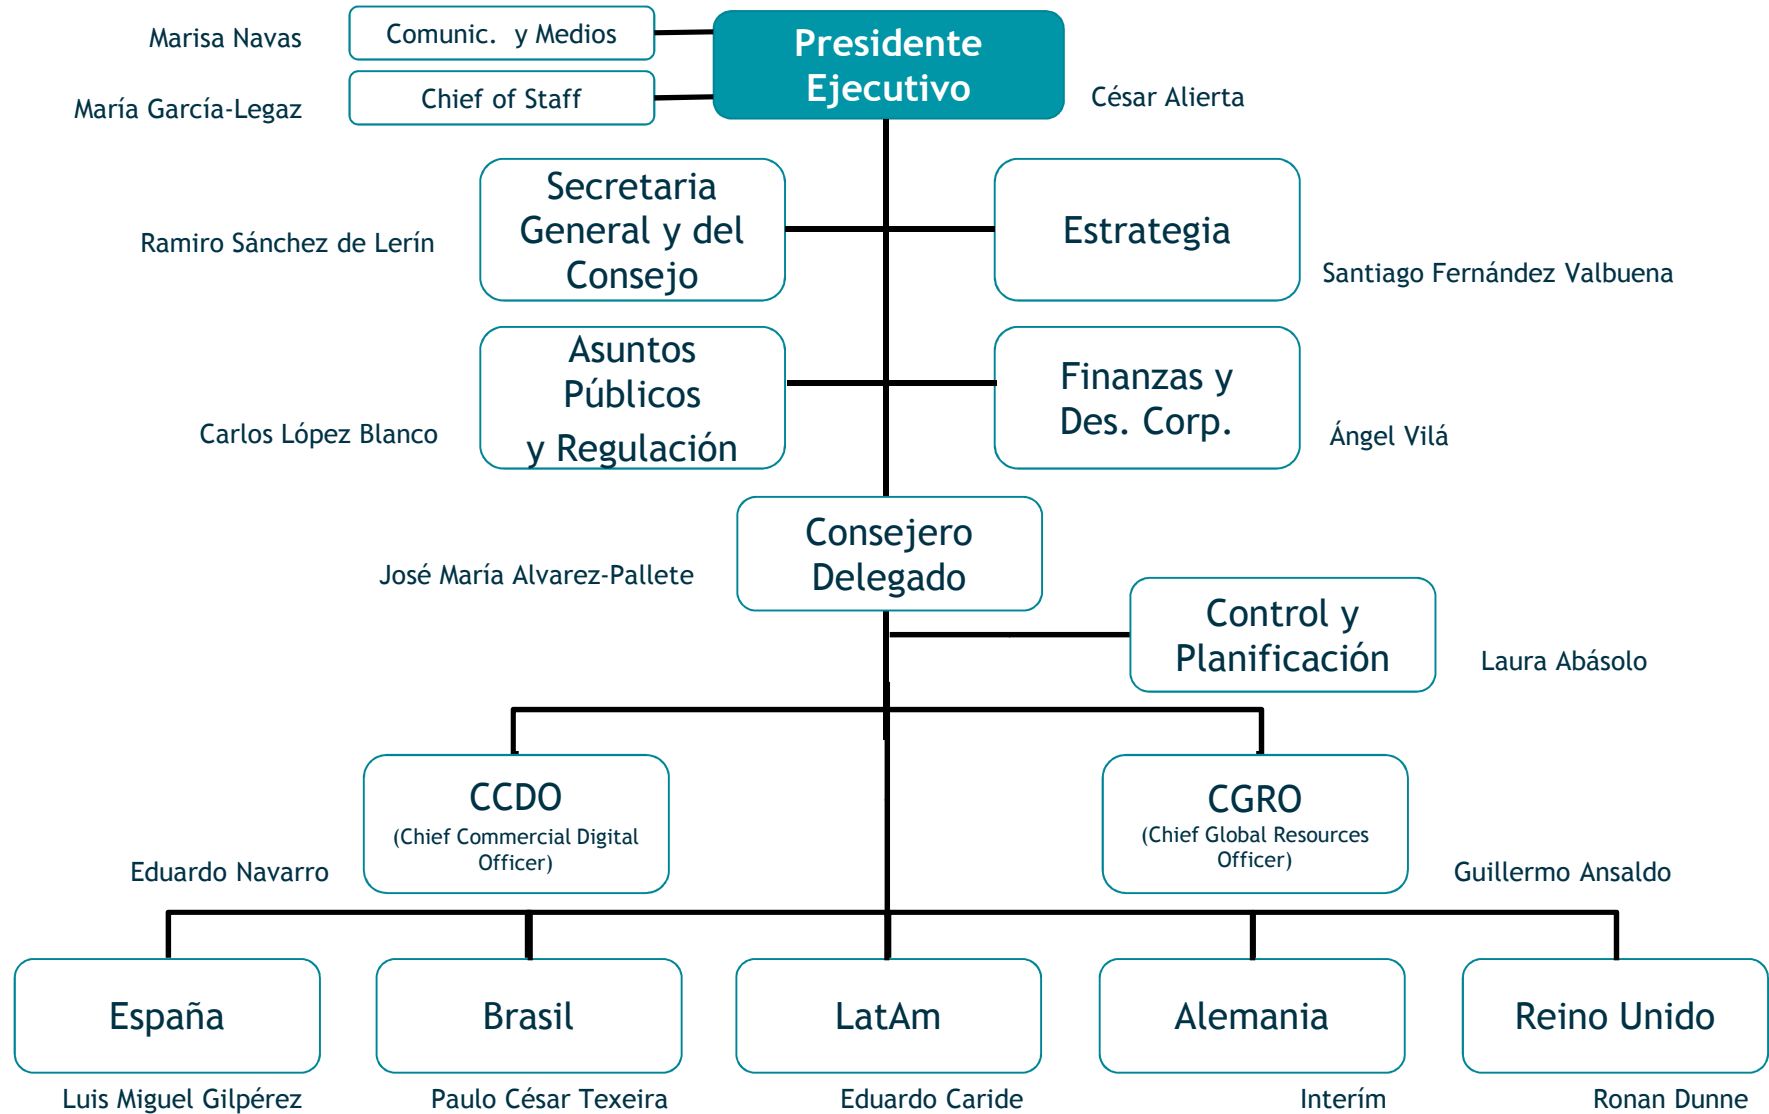 Marisa Navas
Comunic. y Medios
Presidente
Ejecutivo
María García-Legaz
Chief of Staff
César Alierta
Secretaria
General y del
Consejo
Ramiro Sánchez de Lerín
Estrategia
Santiago Fernández Valbuena
Asuntos
Públicos
y Regulación
Carlos López Blanco
Finanzas y
Des. Corp.
Ángel Vilá
Consejero
Delegado
José María Alvarez-Pallete
Control y
Planificación
Laura Abásolo
CCDO
(Chief Commercial Digital
Officer)
Eduardo Navarro
CGRO
(Chief Global Resources
Officer)
Guillermo Ansaldo
España
Brasil
LatAm
Alemania
Reino Unido
Luis Miguel Gilpérez
Paulo César Texeira
Eduardo Caride
Interím
Ronan Dunne